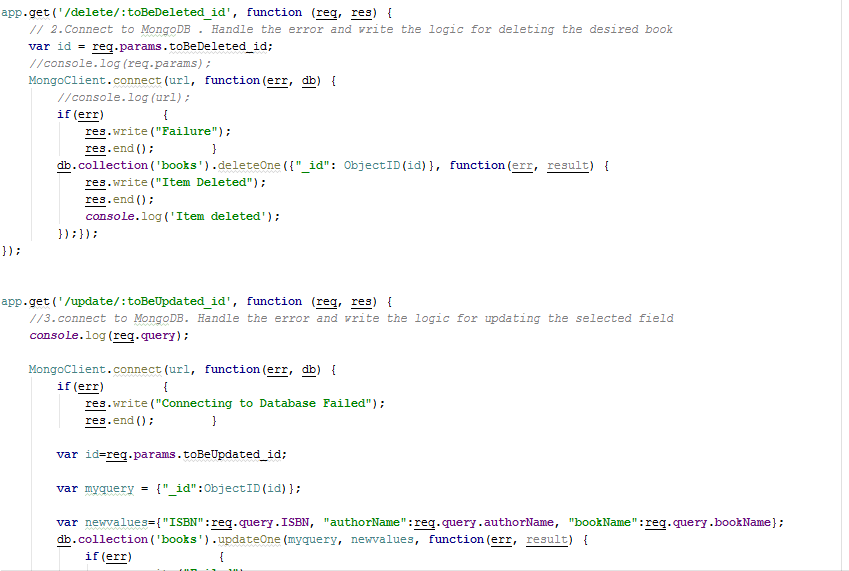 app.get('/delete/:toBeDeleted_id', function (req, res) {
// 2.Connect to MongoDB . Handle the error and write the logic for deleting the desired book
var id = req.params.toBeDeleted_id;
//console.log(req.params);
MongoClient.connect(url, function(err, db) {
//console.log(url);
if(err) {
res.write("Failure");
res.end(); }
db.collection('books').deleteOne({"_id": ObjectID(id)}, function(err, result) {
res.write("Item Deleted");
res.end();
console.log('Item deleted');
});});
});
app.get('/update/:toBeUpdated_id', function (req, res) {
//3.connect to MongoDB. Handle the error and write the logic for updating the selected field
console.log(req.query);
MongoClient.connect(url, function(err, db) {
if(err) {
res.write("Connecting to Database Failed");
res.end(); }
var id=req.params.toBeUpdated_id;
var myquery = {"_id":ObjectID(id)};
var newvalues={"ISBN":req.query.ISBN, "authorName":req.query.authorName, "bookName":req.query.bookName};
db.collection('books').updateOne(myquery, newvalues, function(err, result) {
if(err) {